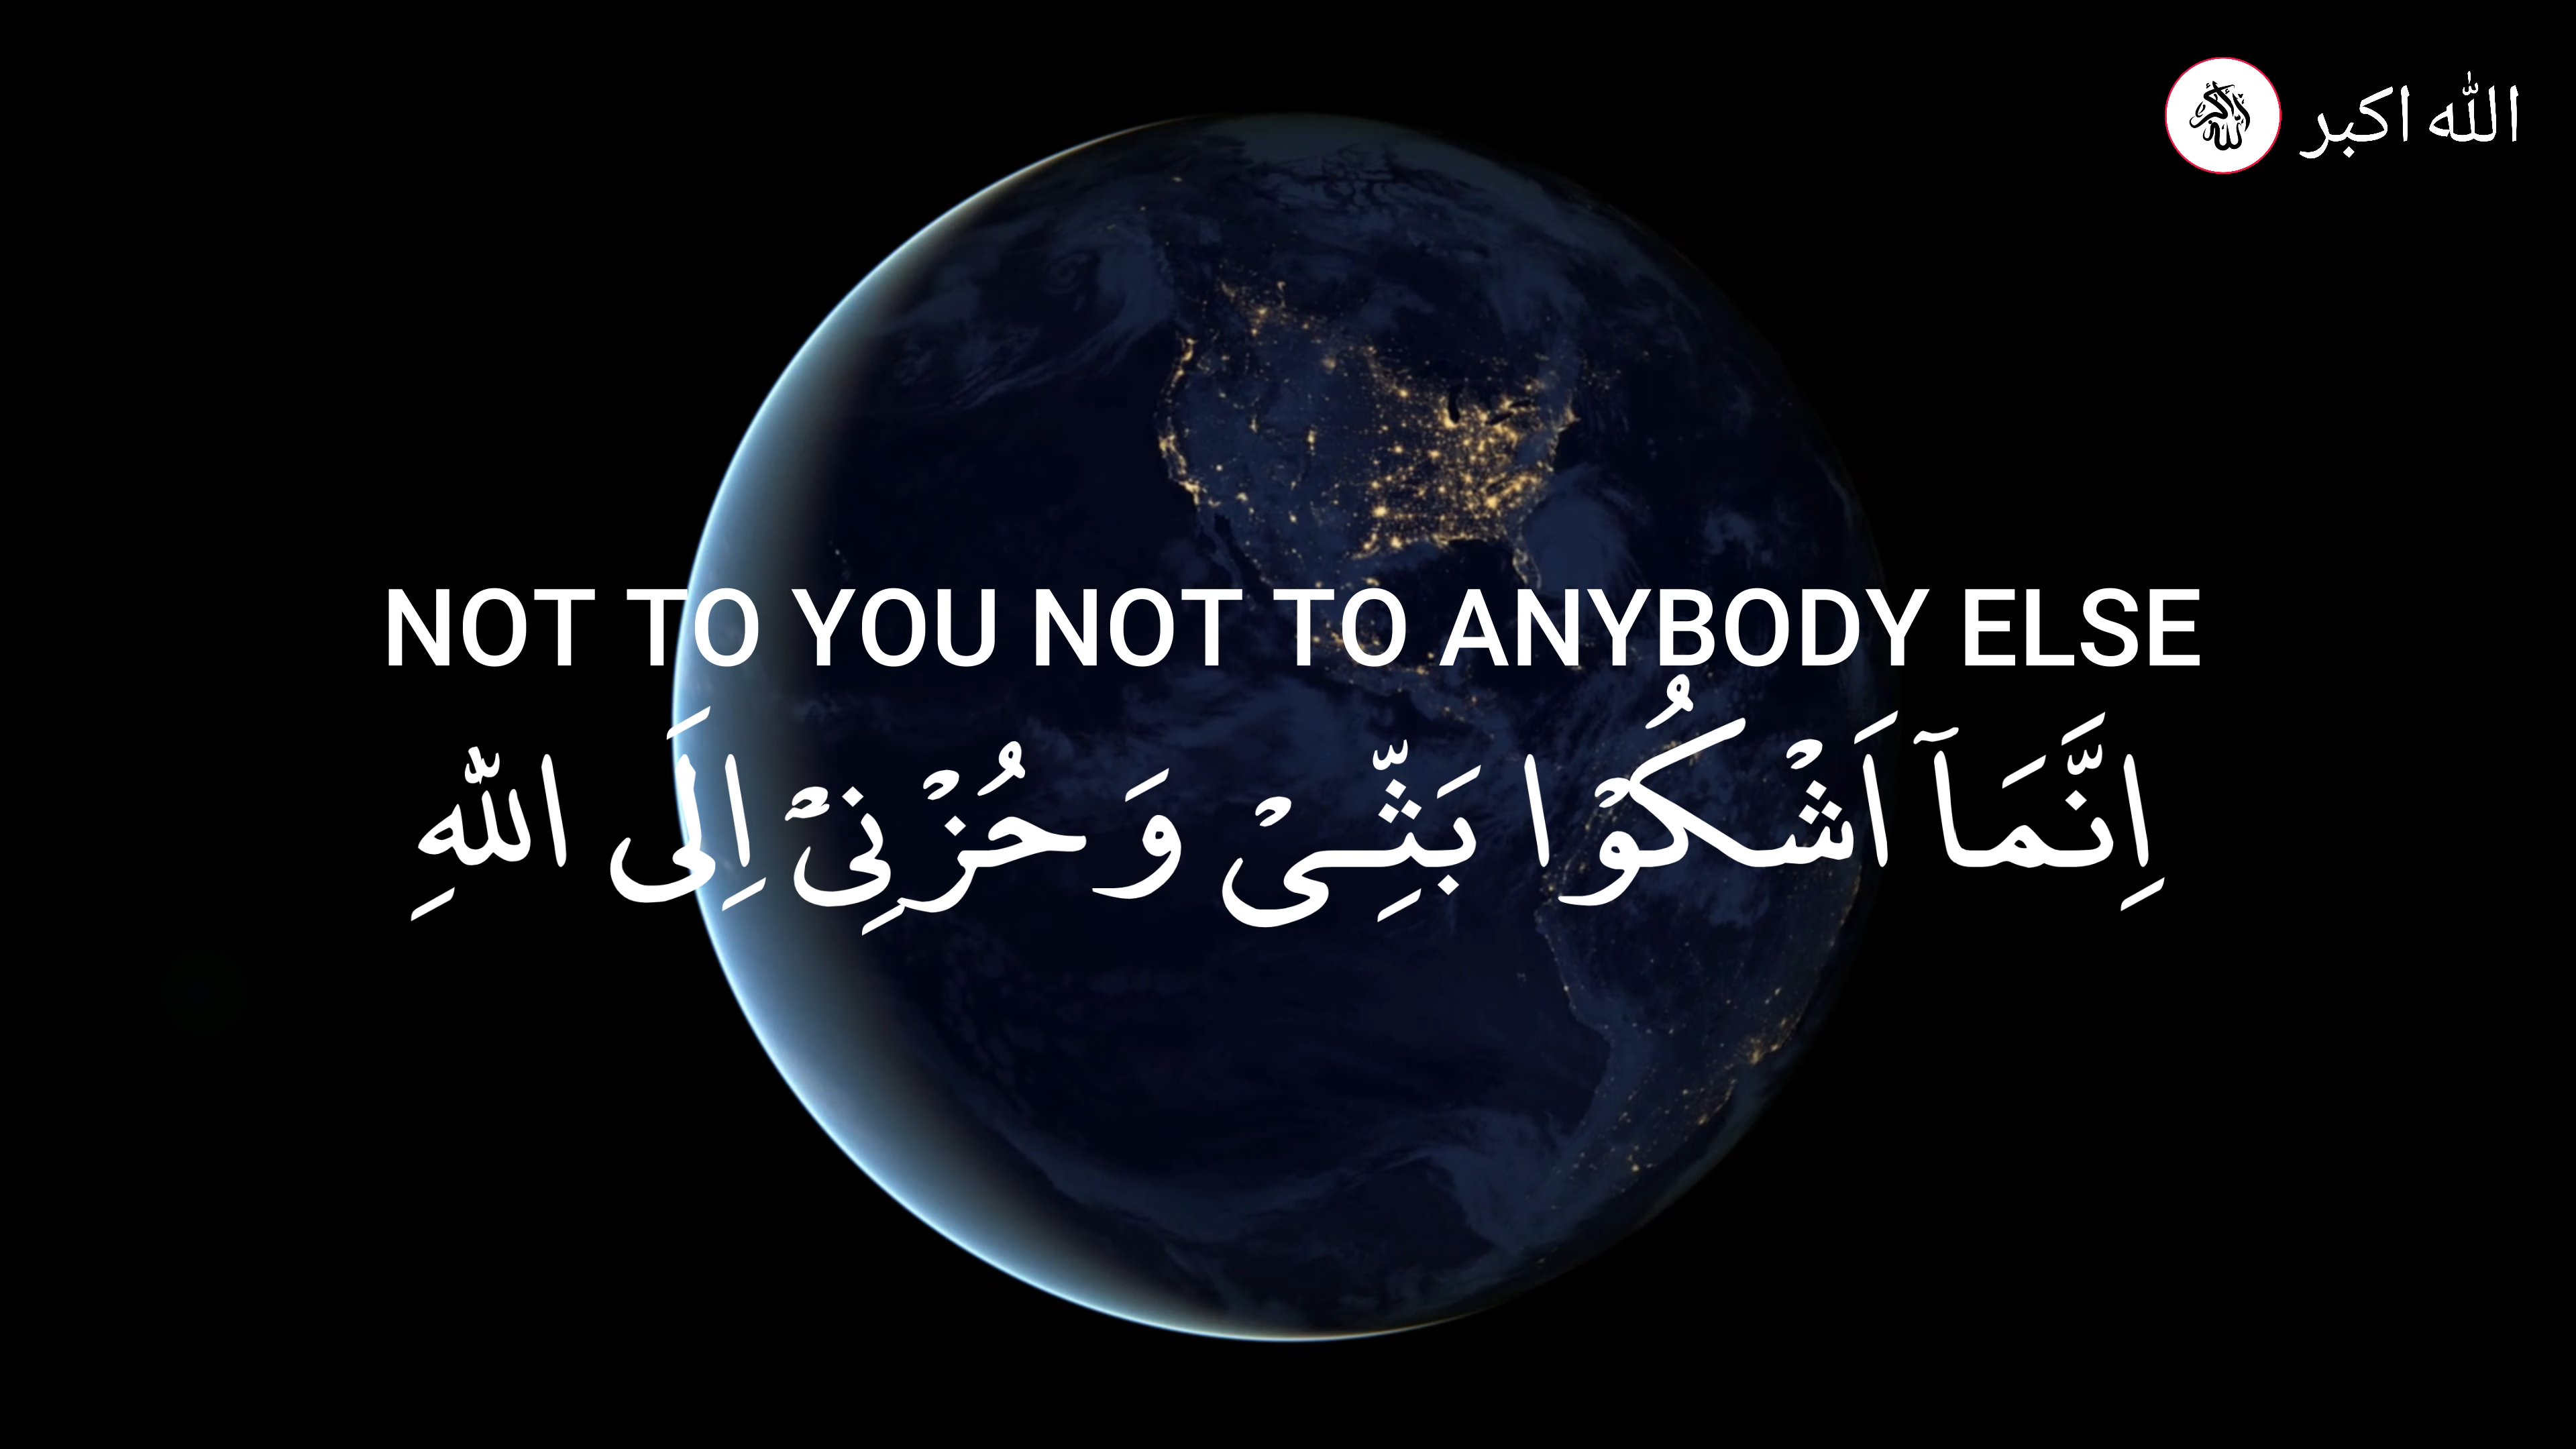 الله اكبر
NOT TO YOU NOT TO ANYBODY ELSE
اِنَّمَآ اَشْكُوْا بَثِّىْ وَ حُزْنِىْۤ اِلَى اللّٰهِ